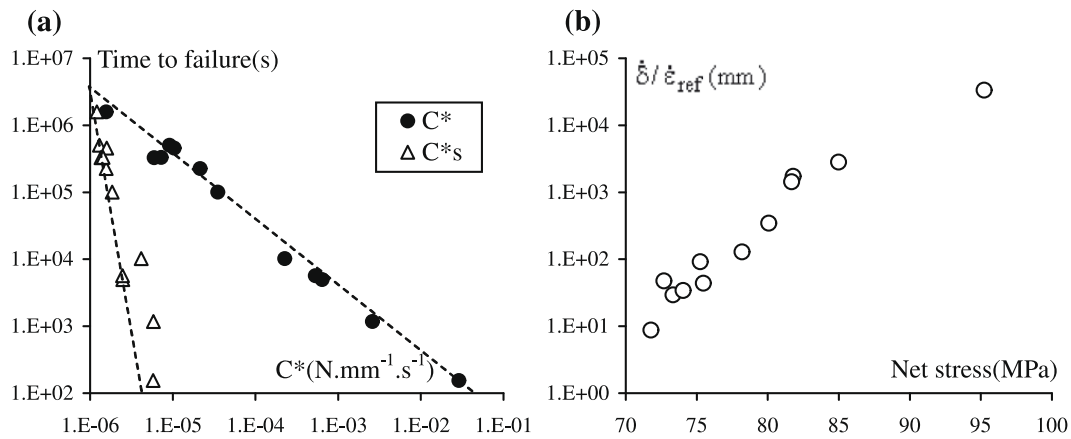 (a)
Time to failure(s)
1.E+07
1.E+06
1.E+05
1.E+04
1.E+03
1.E+02
C*
C*s
C*(N.mm⁻¹.s⁻¹)
1.E-06 1.E-05 1.E-04 1.E-03 1.E-02 1.E-01
(b)
δ̇/ε̇ref(mm)
1.E+05
1.E+04
1.E+03
1.E+02
1.E+01
1.E+00
Net stress(MPa)
70 75 80 85 90 95 100